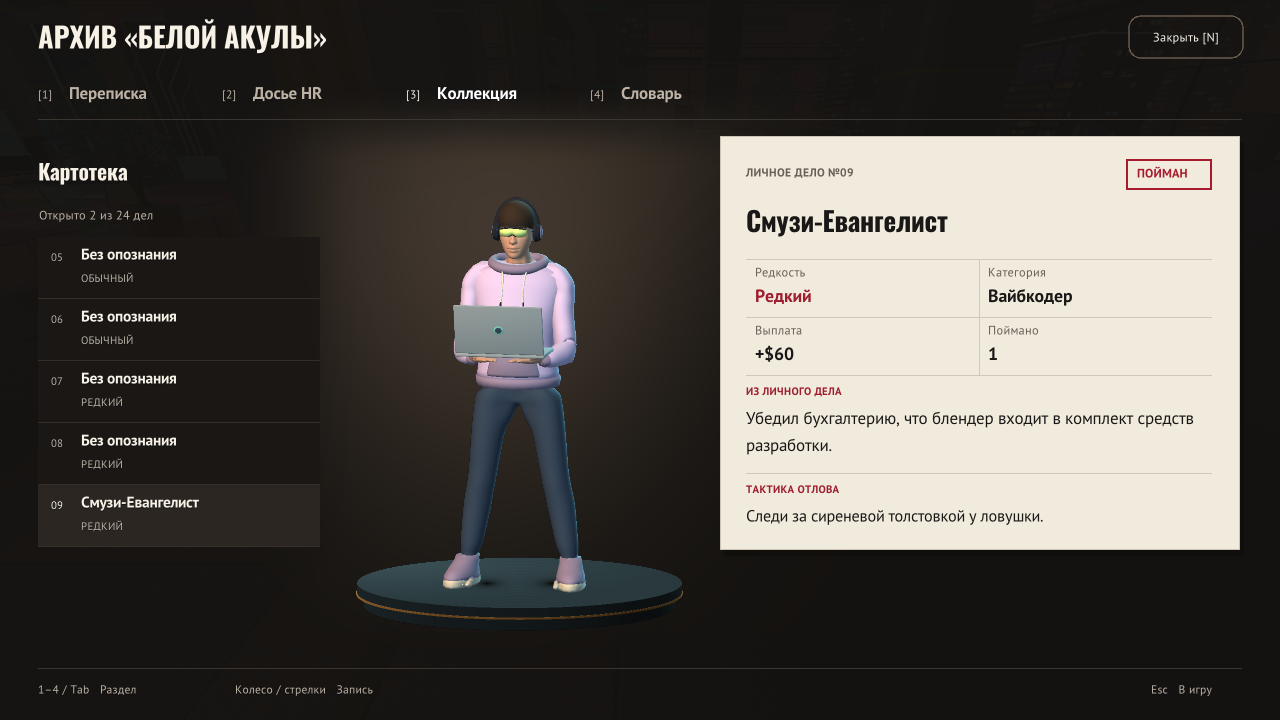 АРХИВ «БЕЛОЙ АКУЛЫ»
Закрыть [N]
[1] Переписка
[2] Досье HR
[3] Коллекция
[4] Словарь
Картотека
Открыто 2 из 24 дел
05 Без опознания
ОБЫЧНЫЙ
06 Без опознания
ОБЫЧНЫЙ
07 Без опознания
РЕДКИЙ
08 Без опознания
РЕДКИЙ
09 Смузи-Евангелист
РЕДКИЙ
ЛИЧНОЕ ДЕЛО №09
ПОЙМАН
Смузи-Евангелист
Редкость
Редкий
Категория
Вайбкодер
Выплата
+$60
Поймано
1
ИЗ ЛИЧНОГО ДЕЛА
Убедил бухгалтерию, что блендер входит в комплект средств
разработки.
ТАКТИКА ОТЛОВА
Следи за сиреневой толстовкой у ловушки.
1–4 / Tab Раздел
Колесо / стрелки Запись
Esc В игру